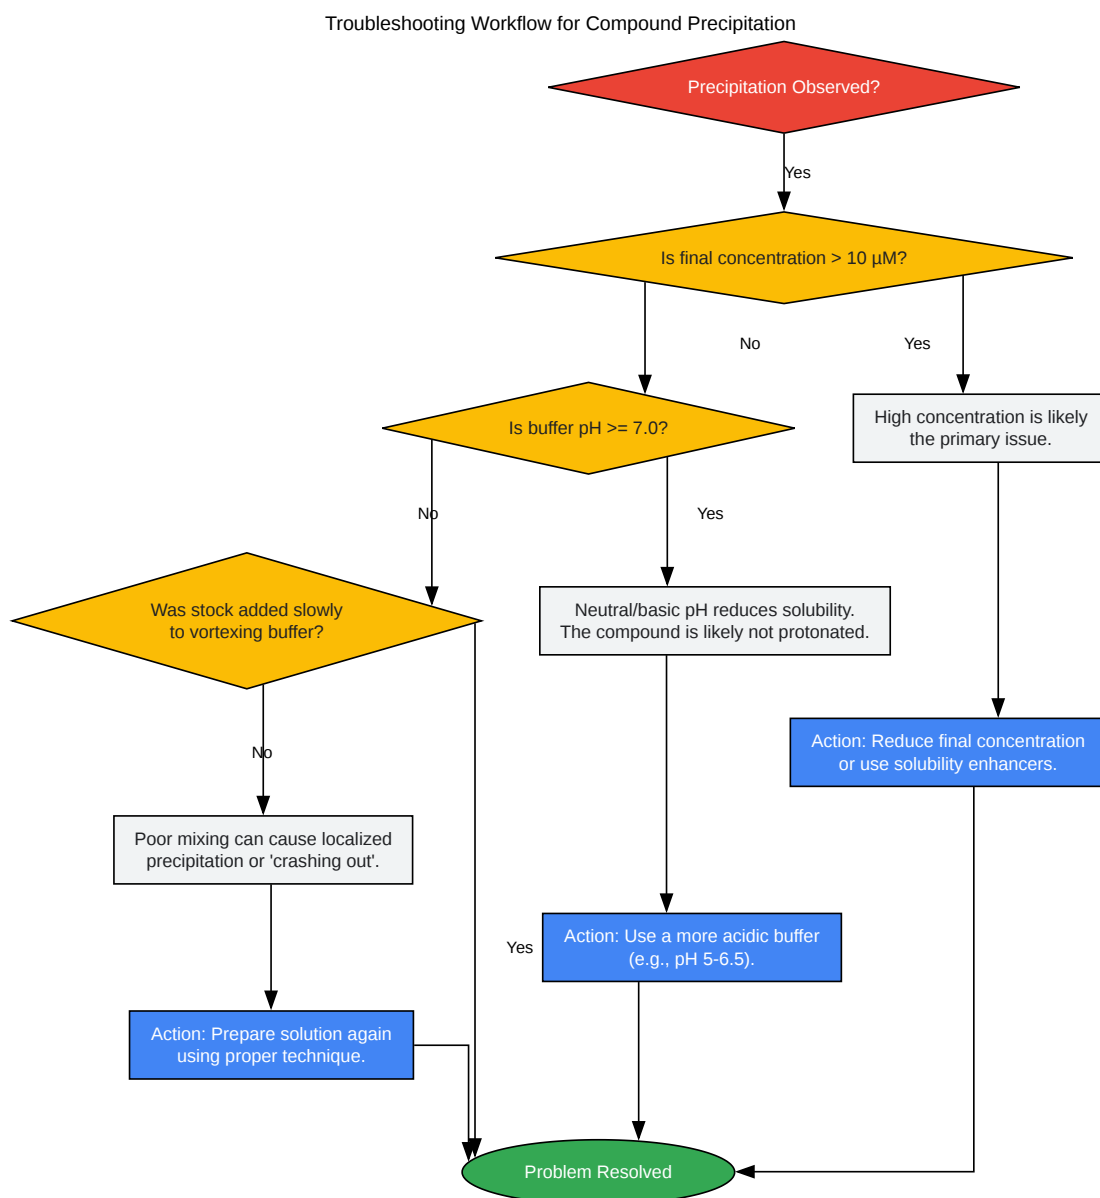 Troubleshooting Workflow for Compound Precipitation
Precipitation Observed?
Yes
Is final concentration > 10 µM?
No
Yes
High concentration is likely
the primary issue.
Is buffer pH >= 7.0?
No
Yes
Was stock added slowly
to vortexing buffer?
Neutral/basic pH reduces solubility.
The compound is likely not protonated.
Action: Reduce final concentration
or use solubility enhancers.
No
Poor mixing can cause localized
precipitation or 'crashing out'.
Yes
Action: Use a more acidic buffer
(e.g., pH 5-6.5).
Action: Prepare solution again
using proper technique.
Problem Resolved